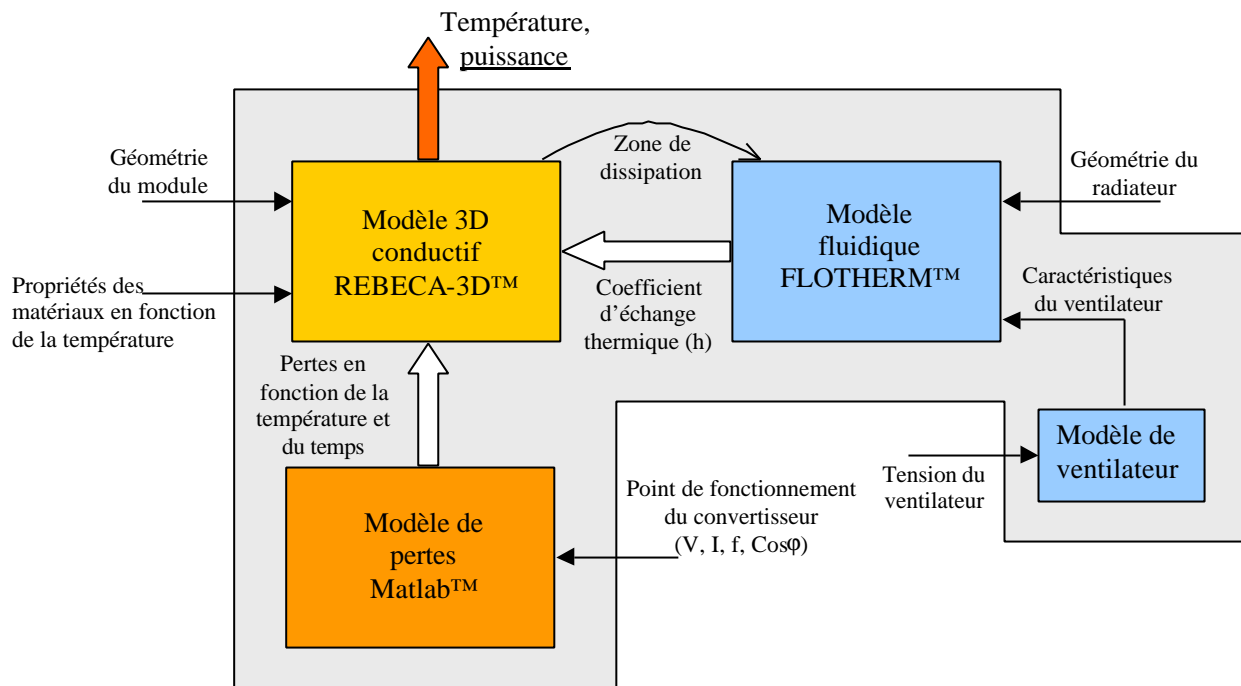 Température,
puissance
Géométrie
du module
Zone de
dissipation
Géométrie du
radiateur
Modèle 3D
conductif
REBECA-3D™
Modèle
fluidique
FLOTHERM™
Propriétés des
matériaux en fonction
de la température
Coefficient
d’échange
thermique (h)
Caractéristiques
du ventilateur
Pertes en
fonction de la
température et
du temps
Modèle de
ventilateur
Tension du
ventilateur
Point de fonctionnement
du convertisseur
(V, I, f, Cosφ)
Modèle de
pertes
Matlab™